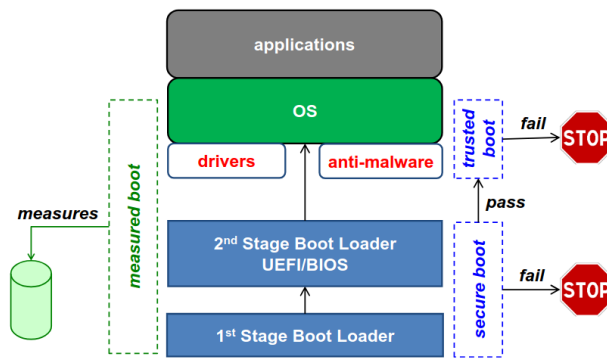 applications
OS
drivers
anti-malware
measured boot
measures
2nd Stage Boot Loader
UEFI/BIOS
1st Stage Boot Loader
trusted
boot
fail
STOP
pass
secure boot
fail
STOP